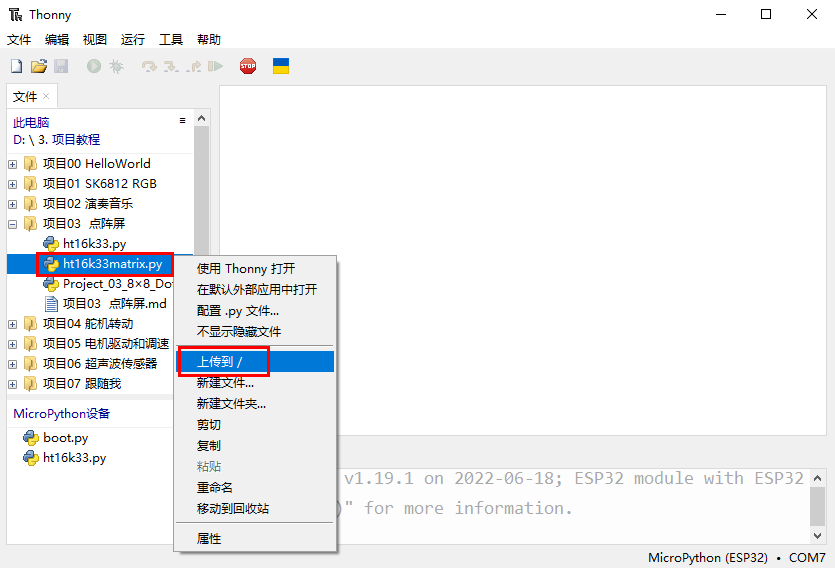 Thonny
文件 编辑 视图 运行 工具 帮助
STOP
文件
此电脑
D: \ 3. 项目教程
项目00 HelloWorld
项目01 SK6812 RGB
项目02 演奏音乐
项目03 点阵屏
ht16k33.py
ht16k33matrix.py
Project_03_8×8_Do
项目03 点阵屏.md
项目04 舵机转动
项目05 电机驱动和调速
项目06 超声波传感器
项目07 跟随我
MicroPython设备
boot.py
ht16k33.py
使用 Thonny 打开
在默认外部应用中打开
配置 .py 文件...
不显示隐藏文件
上传到 /
新建文件...
新建文件夹...
剪切
复制
粘贴
重命名
移动到回收站
属性
v1.19.1 on 2022-06-18; ESP32 module with ESP32
)" for more information.
MicroPython (ESP32) • COM7